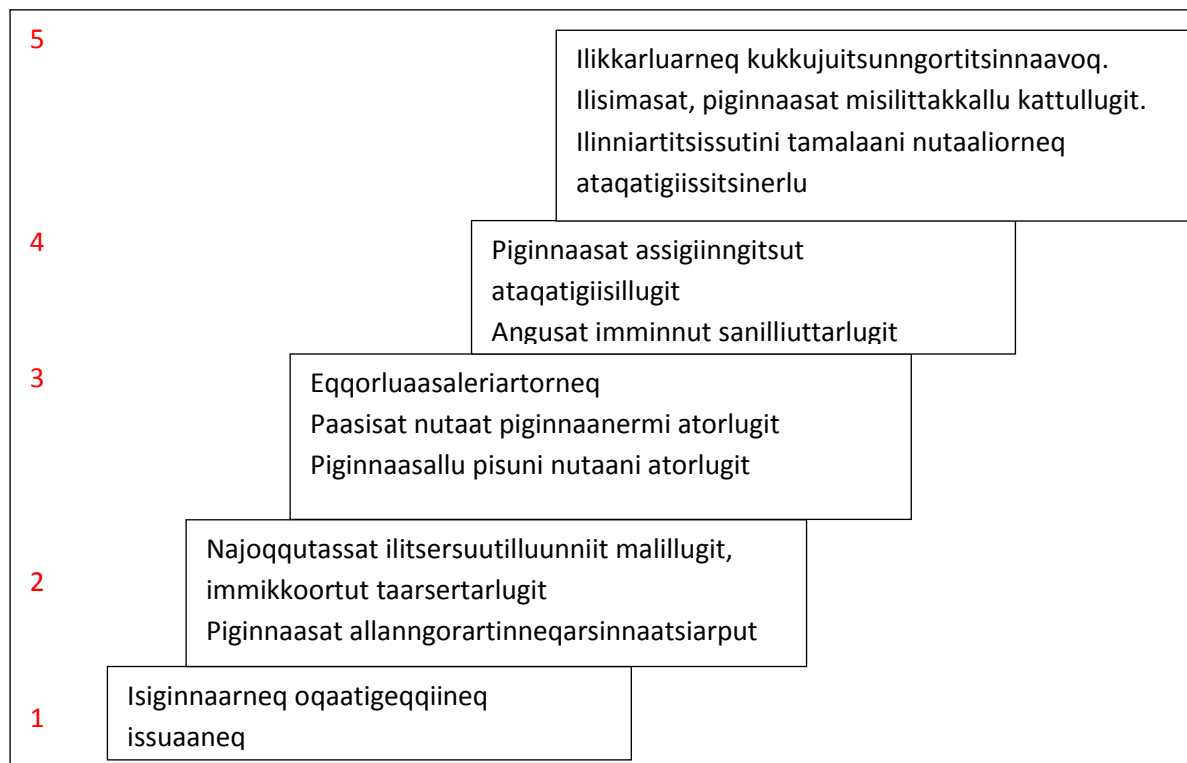 5
Ilikkarluarneq kukkujuitsunngortitsinnaavoq.
Ilisimasat, piginnaasat misilittakkallu kattullugit.
Ilinniartitsissutini tamalaani nutaaliorneq
ataqatigiissitsinerlu
4
Piginnaasat assigiinngitsut
ataqatigiisillugit
Angusat imminnut sanilliuttarlugit
3
Eqqorluaasaleriartorneq
Paasisat nutaat piginnaanermi atorlugit
Piginnaasallu pisuni nutaani atorlugit
2
Najoqqutassat ilitsersuutilluunniit malillugit,
immikkoortut taarsertarlugit
Piginnaasat allanngorartinneqarsinnaatsiarput
1
Isiginnaarneq oqaatigeqqiineq
issuaaneq